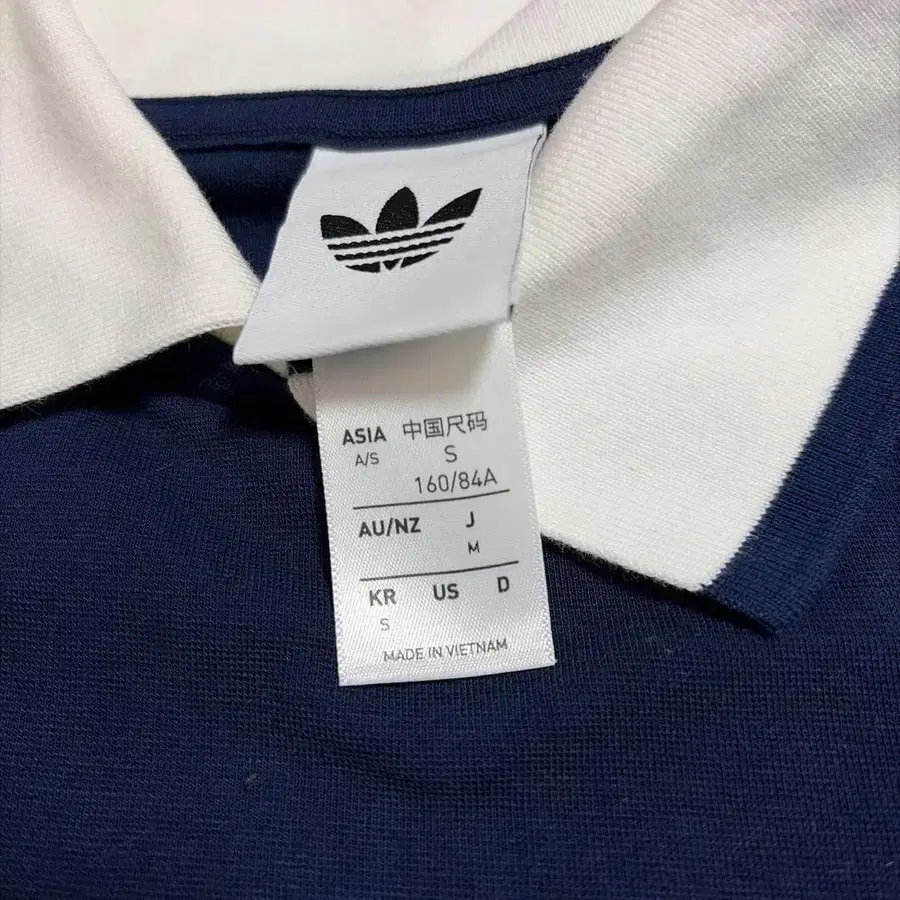 ASIA 中国尺码
A/S S
160/84A
AU/NZ J
M
KR US D
S
MADE IN VIETNAM